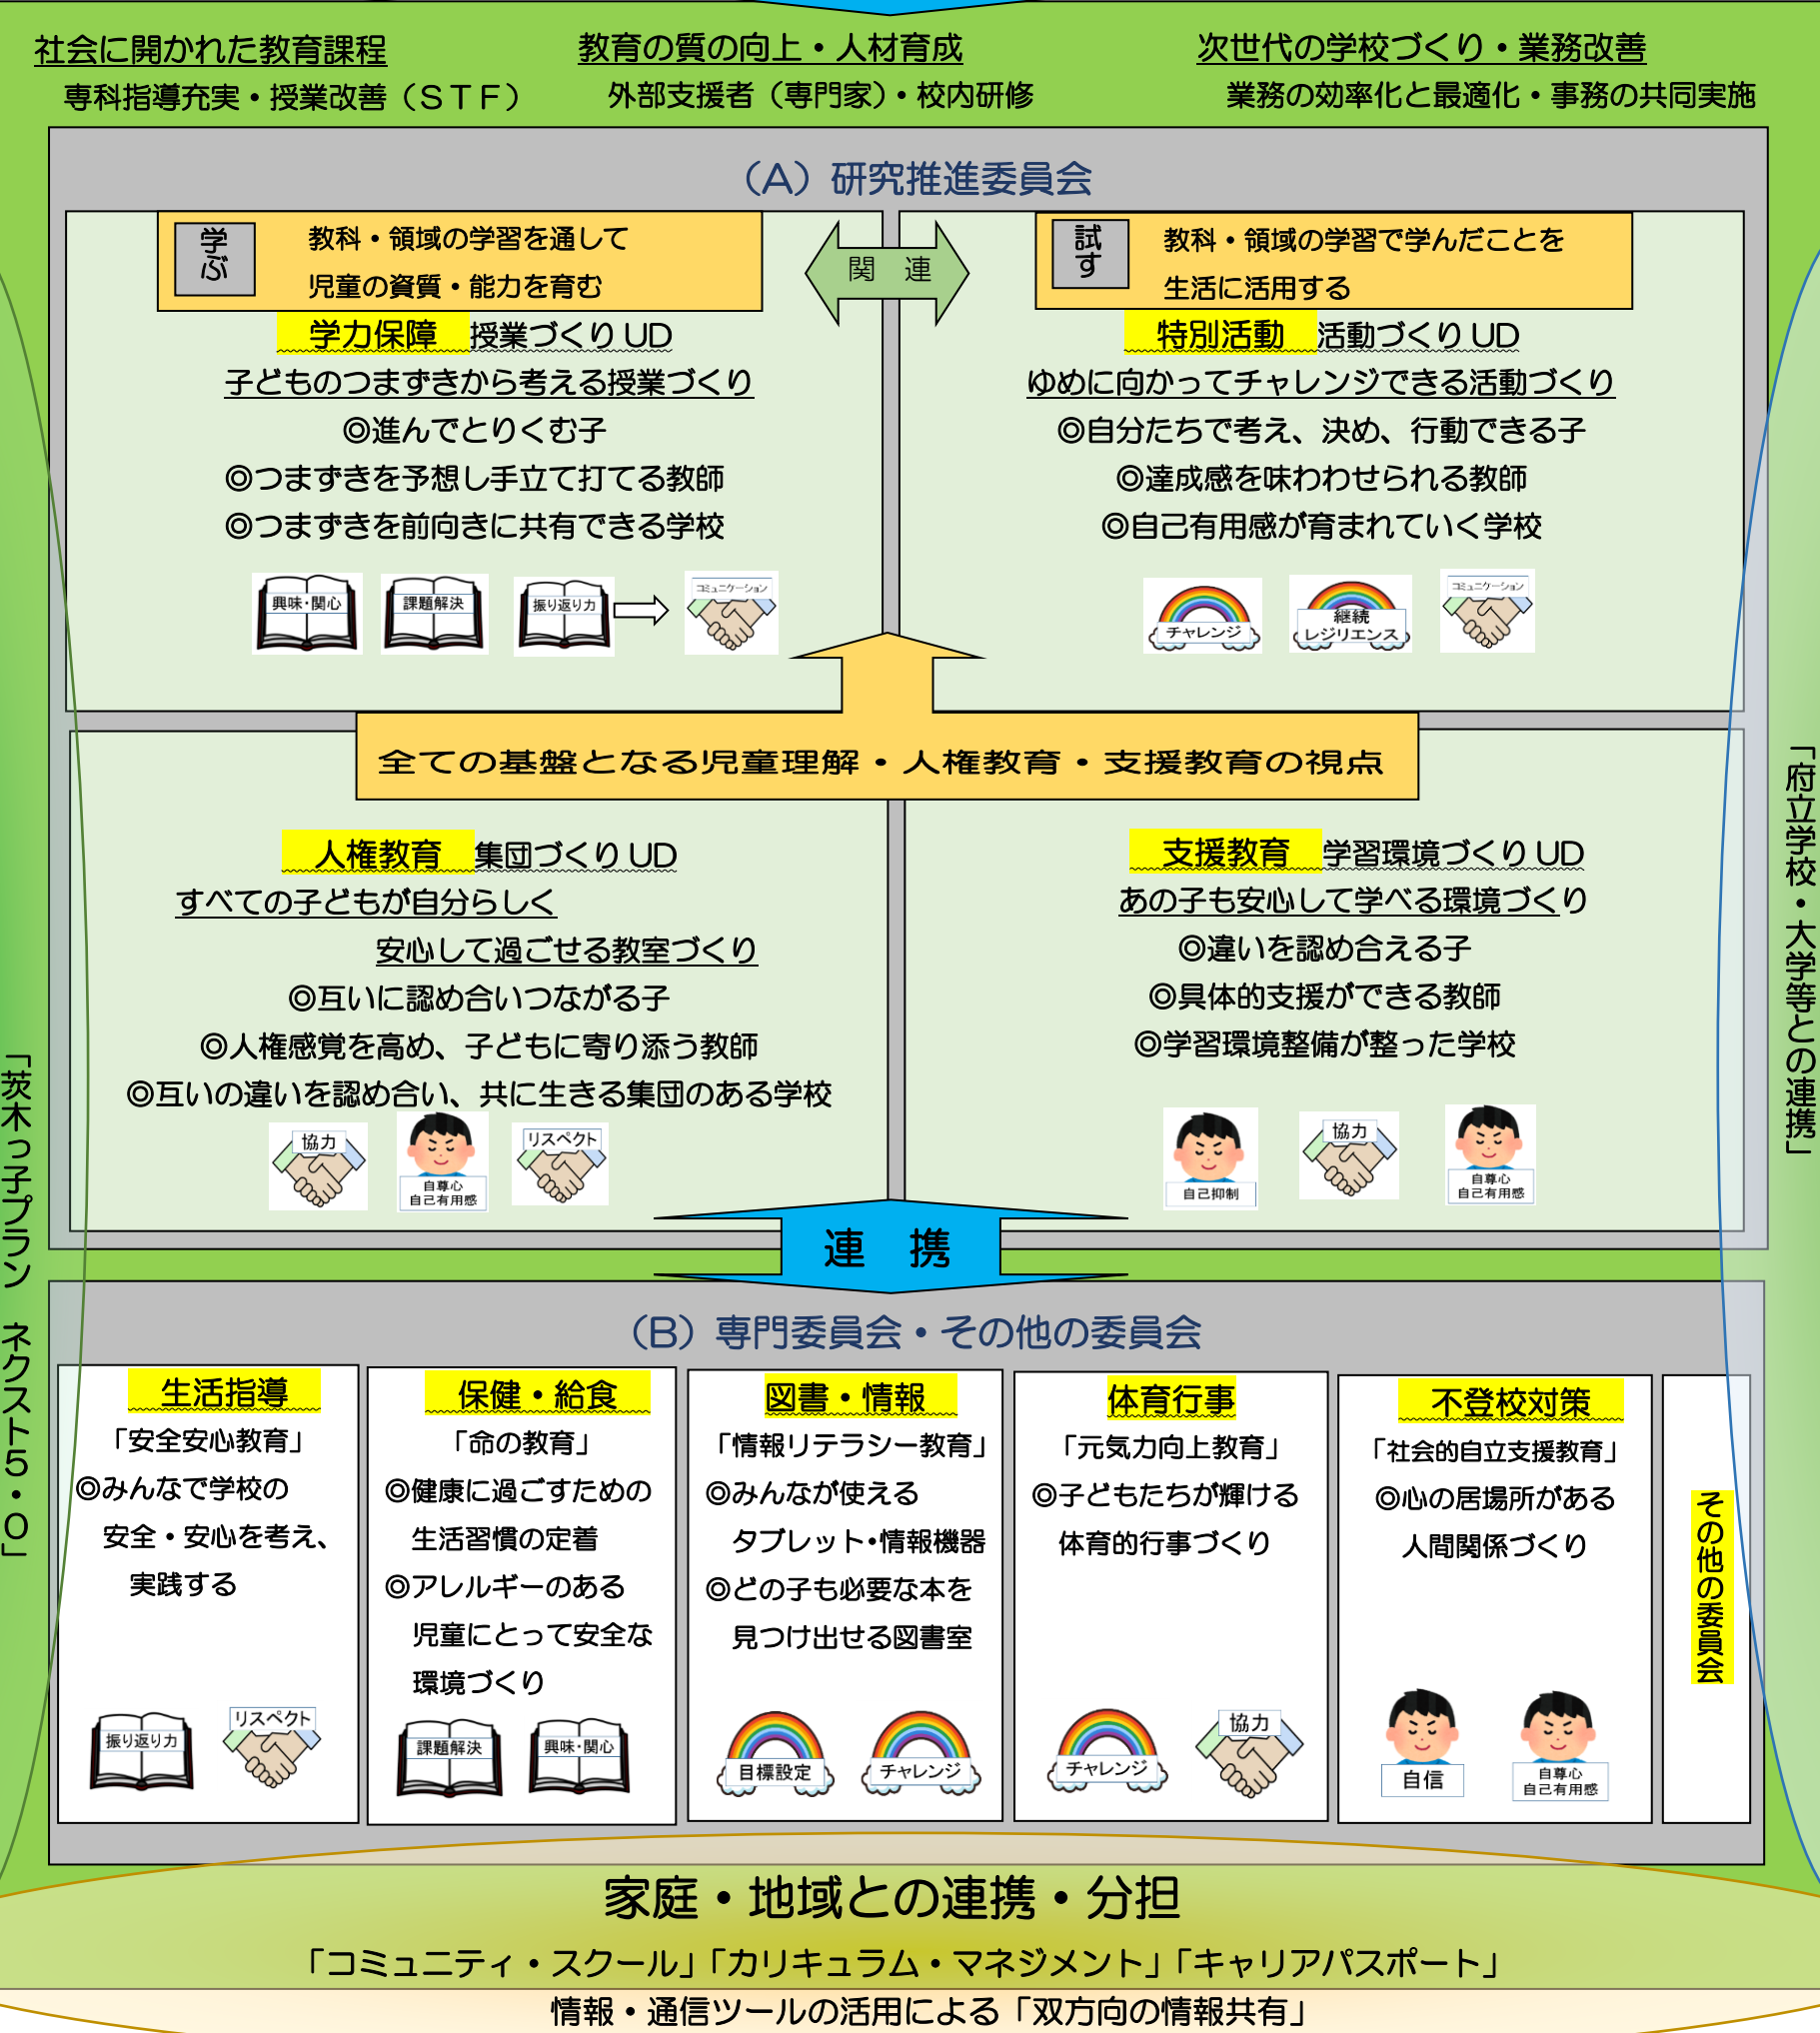 社会に開かれた教育課程
専科指導充実・授業改善（ＳＴＦ）
教育の質の向上・人材育成
外部支援者（専門家）・校内研修
次世代の学校づくり・業務改善
業務の効率化と最適化・事務の共同実施
（A）研究推進委員会
学ぶ
教科・領域の学習を通して
児童の資質・能力を育む
関　連
試す
教科・領域の学習で学んだことを
生活に活用する
学力保障　授業づくり UD
子どものつまずきから考える授業づくり
◎進んでとりくむ子
◎つまずきを予想し手立て打てる教師
◎つまずきを前向きに共有できる学校
興味・関心
課題解決
振り返り力
コミュニケーション
特別活動　活動づくり UD
ゆめに向かってチャレンジできる活動づくり
◎自分たちで考え、決め、行動できる子
◎達成感を味わわせられる教師
◎自己有用感が育まれていく学校
チャレンジ
継続
レジリエンス
コミュニケーション
全ての基盤となる児童理解・人権教育・支援教育の視点
人権教育　集団づくり UD
すべての子どもが自分らしく
安心して過ごせる教室づくり
◎互いに認め合いつながる子
◎人権感覚を高め、子どもに寄り添う教師
◎互いの違いを認め合い、共に生きる集団のある学校
協力
自尊心
自己有用感
リスペクト
支援教育　学習環境づくり UD
あの子も安心して学べる環境づくり
◎違いを認め合える子
◎具体的支援ができる教師
◎学習環境整備が整った学校
自己抑制
協力
自尊心
自己有用感
連　携
「茨木っ子プラン　ネクスト５．０」
「府立学校・大学等との連携」
（B）専門委員会・その他の委員会
生活指導
「安全安心教育」
◎みんなで学校の
安全・安心を考え、
実践する
振り返り力
リスペクト
保健・給食
「命の教育」
◎健康に過ごすための
生活習慣の定着
◎アレルギーのある
児童にとって安全な
環境づくり
課題解決
興味・関心
図書・情報
「情報リテラシー教育」
◎みんなが使える
タブレット・情報機器
◎どの子も必要な本を
見つけ出せる図書室
目標設定
チャレンジ
体育行事
「元気力向上教育」
◎子どもたちが輝ける
体育的行事づくり
チャレンジ
協力
不登校対策
「社会的自立支援教育」
◎心の居場所がある
人間関係づくり
自信
自尊心
自己有用感
その他の委員会
家庭・地域との連携・分担
「コミュニティ・スクール」「カリキュラム・マネジメント」「キャリアパスポート」
情報・通信ツールの活用による「双方向の情報共有」